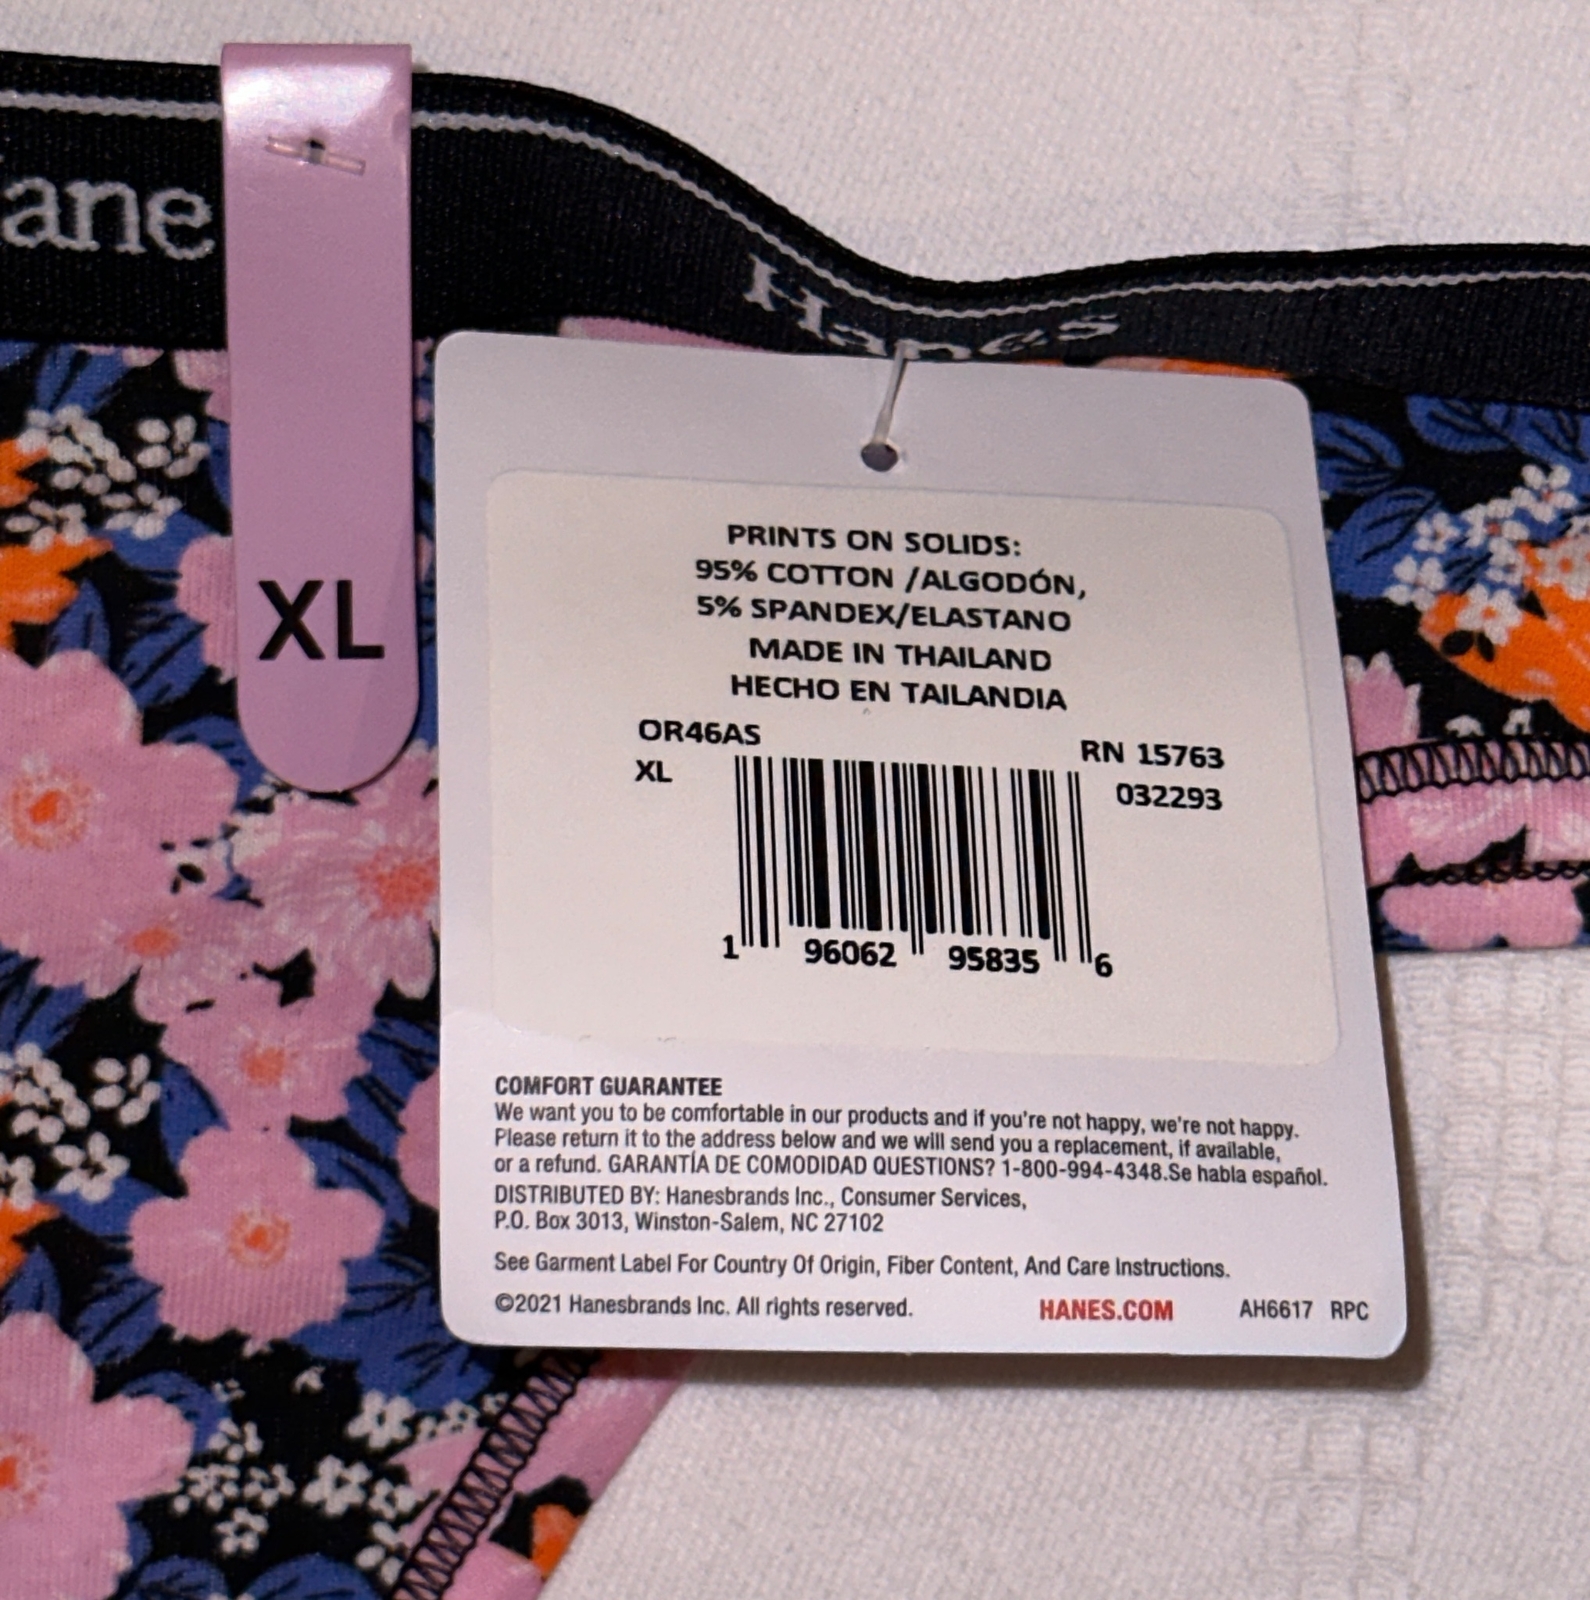 ane
Hanes
XL
PRINTS ON SOLIDS:
95% COTTON /ALGODÓN,
5% SPANDEX/ELASTANO
MADE IN THAILAND
HECHO EN TAILANDIA
OR46AS
RN 15763
XL
032293
1 96062 95835 6
COMFORT GUARANTEE
We want you to be comfortable in our products and if you're not happy, we're not happy.
Please return it to the address below and we will send you a replacement, if available,
or a refund. GARANTÍA DE COMODIDAD QUESTIONS? 1-800-994-4348.Se habla español.
DISTRIBUTED BY: Hanesbrands Inc., Consumer Services,
P.O. Box 3013, Winston-Salem, NC 27102
See Garment Label For Country Of Origin, Fiber Content, And Care Instructions.
©2021 Hanesbrands Inc. All rights reserved. HANES.COM AH6617 RPC